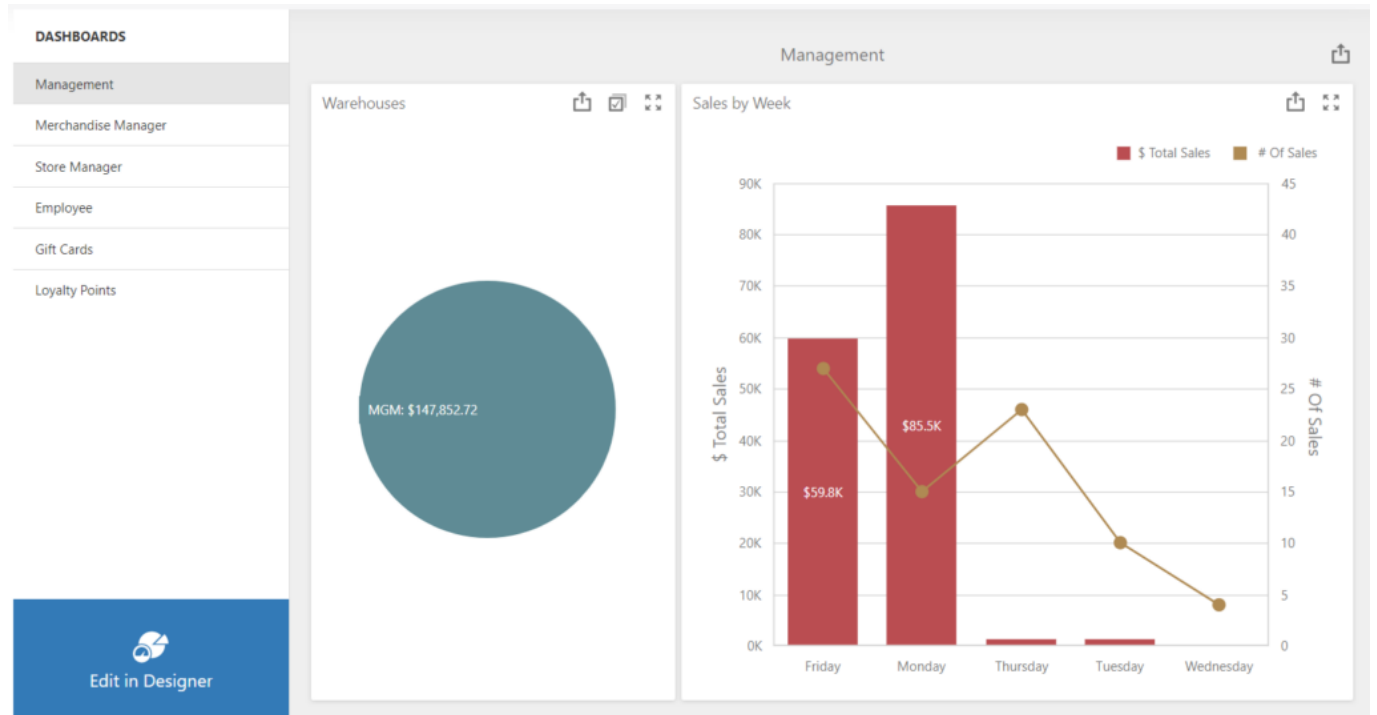 DASHBOARDS
Management
Merchandise Manager
Store Manager
Employee
Gift Cards
Loyalty Points
Edit in Designer
Management
Warehouses
MGM: $147,852.72
Sales by Week
$ Total Sales # Of Sales
90K 45
80K 40
70K 35
60K 30
50K 25
40K 20
30K 15
20K 10
10K 5
0K 0
$ Total Sales
# Of Sales
$85.5K
$59.8K
Friday Monday Thursday Tuesday Wednesday